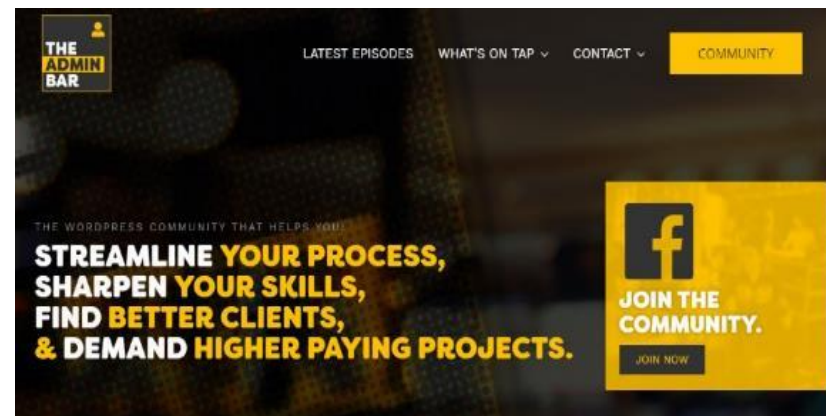 THE
ADMIN
BAR
LATEST EPISODES
WHAT'S ON TAP
CONTACT
COMMUNITY
THE WORDPRESS COMMUNITY THAT HELPS YOU:
STREAMLINE YOUR PROCESS,
SHARPEN YOUR SKILLS,
FIND BETTER CLIENTS,
& DEMAND HIGHER PAYING PROJECTS.
f
JOIN THE
COMMUNITY.
JOIN NOW